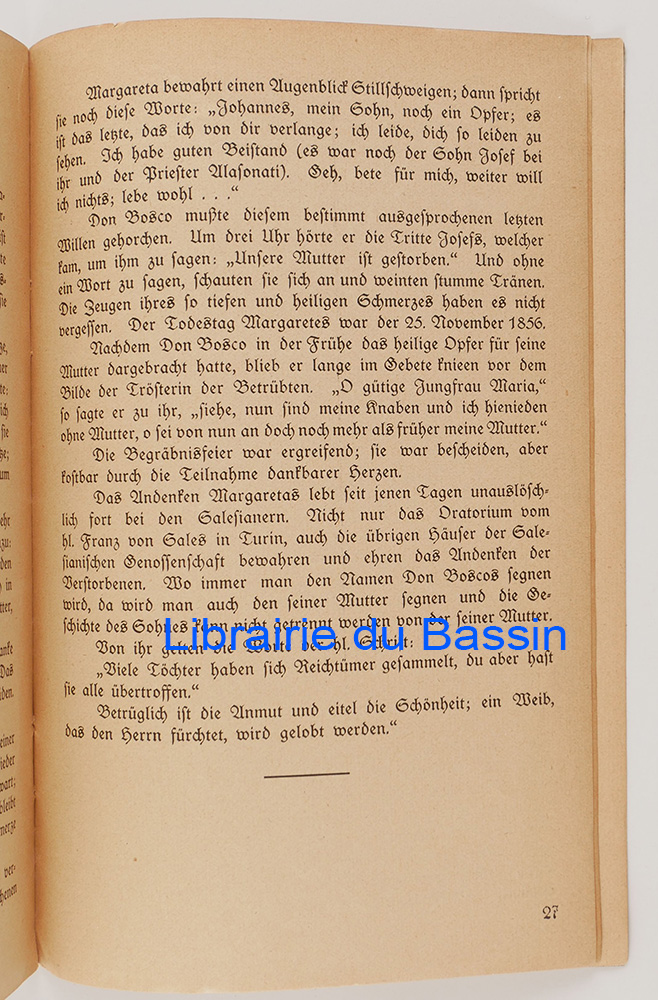 Margareta bewahrt einen Augenblick Stillschweigen; dann spricht
sie noch diese Worte: „Johannes, mein Sohn, noch ein Opfer; es
ist das letzte, das ich von dir verlange; ich leide, dich so leiden zu
sehen. Ich habe guten Beistand (es war noch der Sohn Josef bei
ihr und der Priester Alasonati). Geh, bete für mich, weiter will
ich nichts; lebe wohl . . .“
Don Bosco mußte diesem bestimmt ausgesprochenen letzten
Willen gehorchen. Um drei Uhr hörte er die Tritte Josefs, welcher
kam, um ihm zu sagen: „Unsere Mutter ist gestorben.“ Und ohne
ein Wort zu sagen, schauten sie sich an und weinten stumme Tränen.
Die Zeugen ihres so tiefen und heiligen Schmerzes haben es nicht
vergessen. Der Todestag Margaretes war der 25. November 1856.
Nachdem Don Bosco in der Frühe das heilige Opfer für seine
Mutter dargebracht hatte, blieb er lange im Gebete knieen vor dem
Bilde der Trösterin der Betrübten. „O gütige Jungfrau Maria,“
so sagte er zu ihr, „siehe, nun sind meine Knaben und ich hienieden
ohne Mutter, o sei von nun an doch noch mehr als früher meine Mutter.“
Die Begräbnisfeier war ergreifend; sie war bescheiden, aber
kostbar durch die Teilnahme dankbarer Herzen.
Das Andenken Margaretas lebt seit jenen Tagen unauslösch-
lich fort bei den Salesianern. Nicht nur das Oratorium vom
hl. Franz von Sales in Turin, auch die übrigen Häuser der Sale-
sianischen Genossenschaft bewahren und ehren das Andenken der
Verstorbenen. Wo immer man den Namen Don Boscos segnen
wird, da wird man auch den seiner Mutter segnen und die Ge-
schichte des Sohnes kann nicht getrennt werden von der seiner Mutter.
Von ihr gelten die Worte der hl. Schrift:
Librairie du Bassin
„Viele Töchter haben sich Reichtümer gesammelt, du aber hast
sie alle übertroffen.“
Betrüglich ist die Anmut und eitel die Schönheit; ein Weib,
das den Herrn fürchtet, wird gelobt werden.“
27